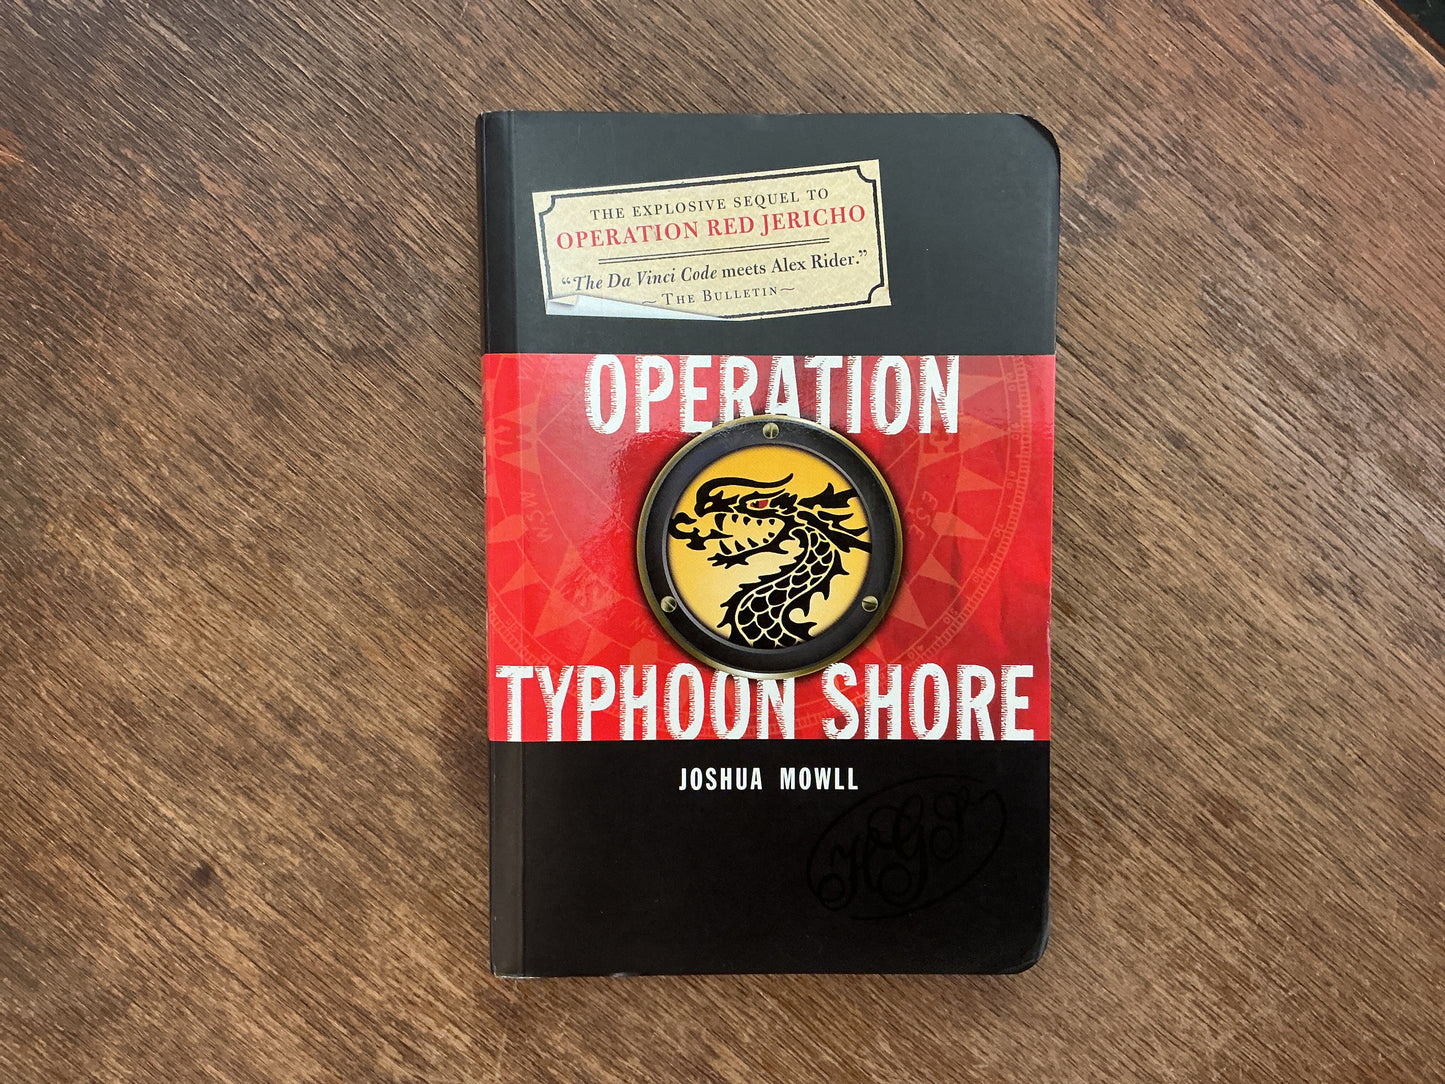 THE EXPLOSIVE SEQUEL TO
OPERATION RED JERICHO
“The Da Vinci Code meets Alex Rider.”
~THE BULLETIN~
OPERATION
TYPHOON SHORE
JOSHUA MOWLL
HGS